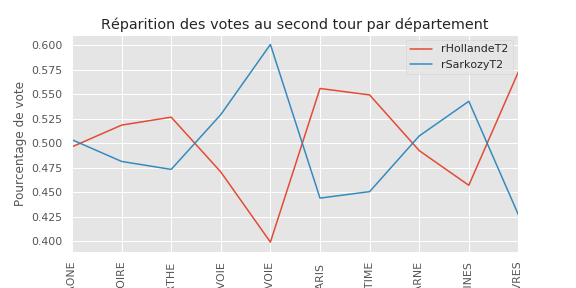 Réparition des votes au second tour par département
rHollandeT2
rSarkozyT2
Pourcentage de vote
0.600
0.575
0.550
0.525
0.500
0.475
0.450
0.425
0.400
OIRE
RTHE
VOIE
VOIE
ARIS
TIME
ARNE
INES
VRES